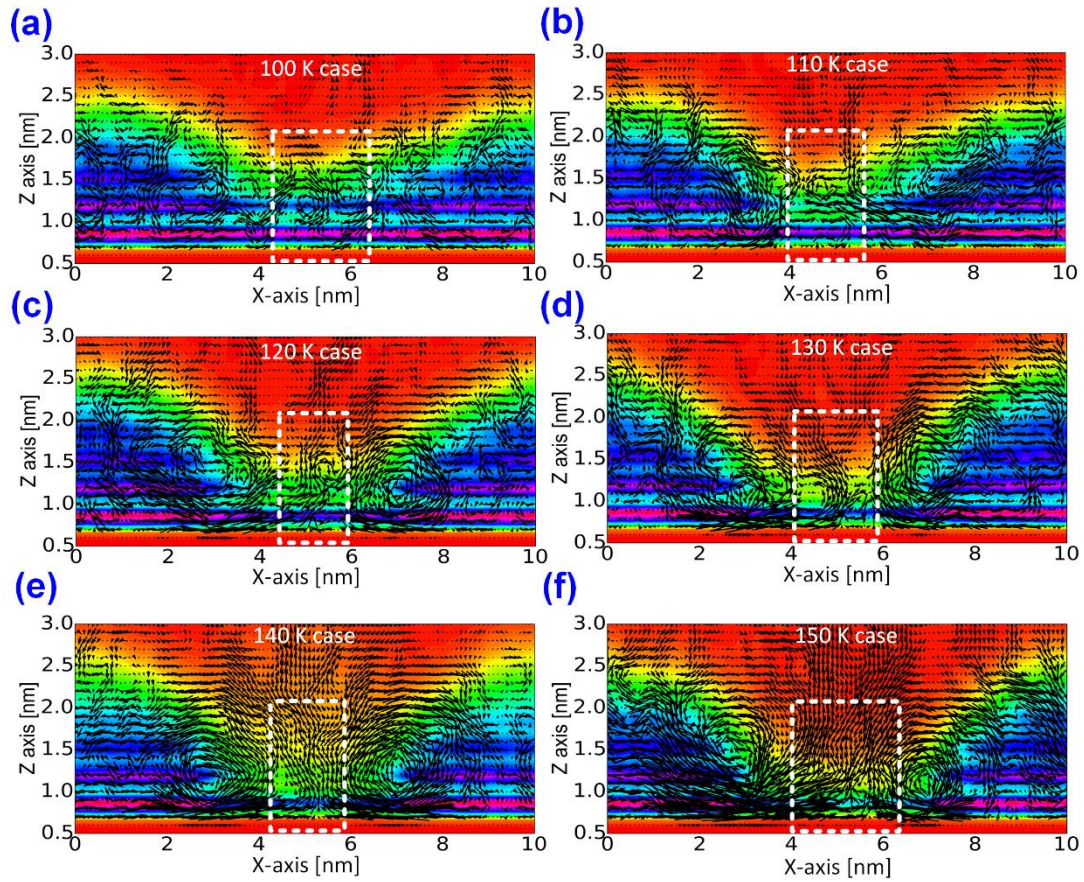 (a)
3.0
100 K case
2.5
2.0
1.5
1.0
0.5
Z axis [nm]
0 2 4 6 8 10
X-axis [nm]
(b)
3.0
110 K case
2.5
2.0
1.5
1.0
0.5
Z axis [nm]
0 2 4 6 8 10
X-axis [nm]
(c)
3.0
120 K case
2.5
2.0
1.5
1.0
0.5
Z axis [nm]
0 2 4 6 8 10
X-axis [nm]
(d)
3.0
130 K case
2.5
2.0
1.5
1.0
0.5
Z axis [nm]
0 2 4 6 8 10
X-axis [nm]
(e)
3.0
140 K case
2.5
2.0
1.5
1.0
0.5
Z axis [nm]
0 2 4 6 8 10
X-axis [nm]
(f)
3.0
150 K case
2.5
2.0
1.5
1.0
0.5
Z axis [nm]
0 2 4 6 8 10
X-axis [nm]